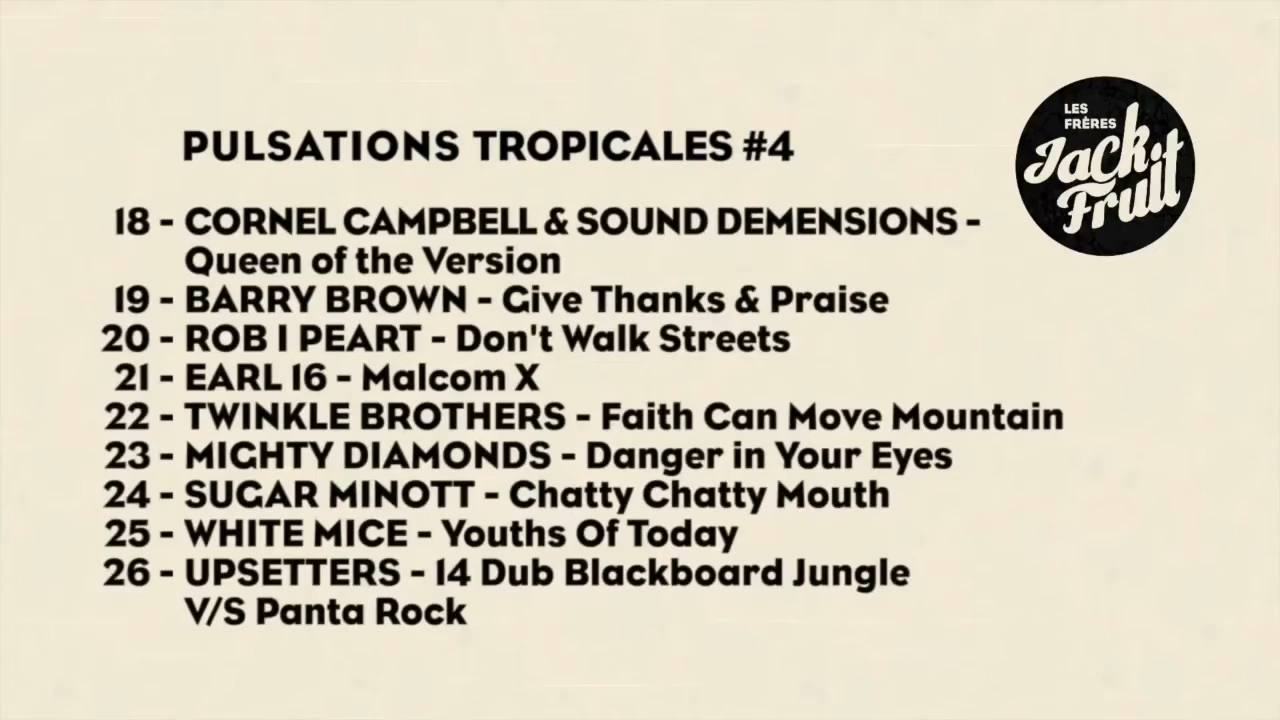 LES
FRÈRES
Jack.
Fruit
PULSATIONS TROPICALES #4
18 - CORNEL CAMPBELL & SOUND DEMENSIONS -
Queen of the Version
19 - BARRY BROWN - Give Thanks & Praise
20 - ROB I PEART - Don't Walk Streets
21 - EARL 16 - Malcom X
22 - TWINKLE BROTHERS - Faith Can Move Mountain
23 - MIGHTY DIAMONDS - Danger in Your Eyes
24 - SUGAR MINOTT - Chatty Chatty Mouth
25 - WHITE MICE - Youths Of Today
26 - UPSETTERS - 14 Dub Blackboard Jungle
V/S Panta Rock